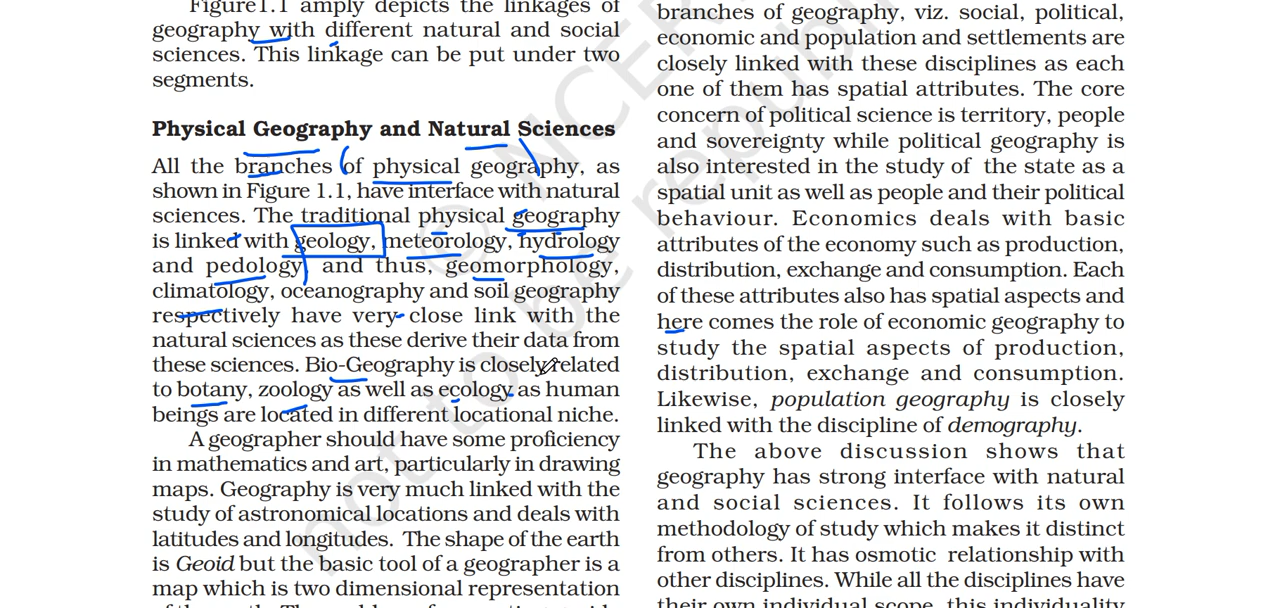 Figure1.1 amply depicts the linkages of
geography with different natural and social
sciences. This linkage can be put under two
segments.
Physical Geography and Natural Sciences
All the branches of physical geography, as
shown in Figure 1.1, have interface with natural
sciences. The traditional physical geography
is linked with geology, meteorology, hydrology
and pedology, and thus, geomorphology,
climatology, oceanography and soil geography
respectively have very close link with the
natural sciences as these derive their data from
these sciences. Bio-Geography is closely related
to botany, zoology as well as ecology as human
beings are located in different locational niche.
A geographer should have some proficiency
in mathematics and art, particularly in drawing
maps. Geography is very much linked with the
study of astronomical locations and deals with
latitudes and longitudes. The shape of the earth
is Geoid but the basic tool of a geographer is a
map which is two dimensional representation
branches of geography, viz. social, political,
economic and population and settlements are
closely linked with these disciplines as each
one of them has spatial attributes. The core
concern of political science is territory, people
and sovereignty while political geography is
also interested in the study of the state as a
spatial unit as well as people and their political
behaviour. Economics deals with basic
attributes of the economy such as production,
distribution, exchange and consumption. Each
of these attributes also has spatial aspects and
here comes the role of economic geography to
study the spatial aspects of production,
distribution, exchange and consumption.
Likewise, population geography is closely
linked with the discipline of demography.
The above discussion shows that
geography has strong interface with natural
and social sciences. It follows its own
methodology of study which makes it distinct
from others. It has osmotic relationship with
other disciplines. While all the disciplines have
their own individual scope, this individuality
© NCER
not to be republi